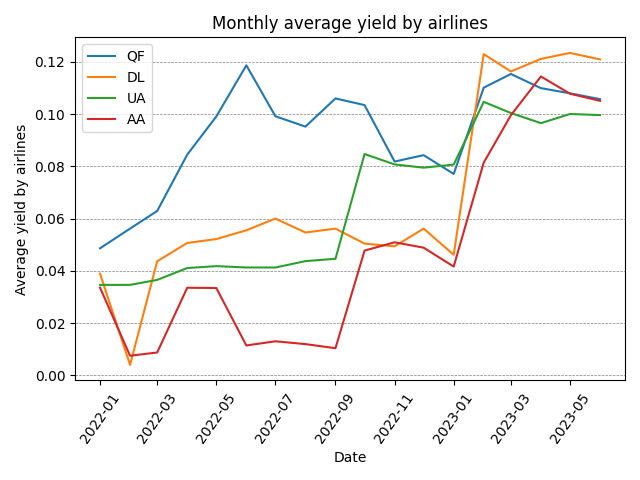 Monthly average yield by airlines
QF
DL
UA
AA
Average yield by airlines
0.12
0.10
0.08
0.06
0.04
0.02
0.00
2022-01
2022-03
2022-05
2022-07
2022-09
2022-11
2023-01
2023-03
2023-05
Date